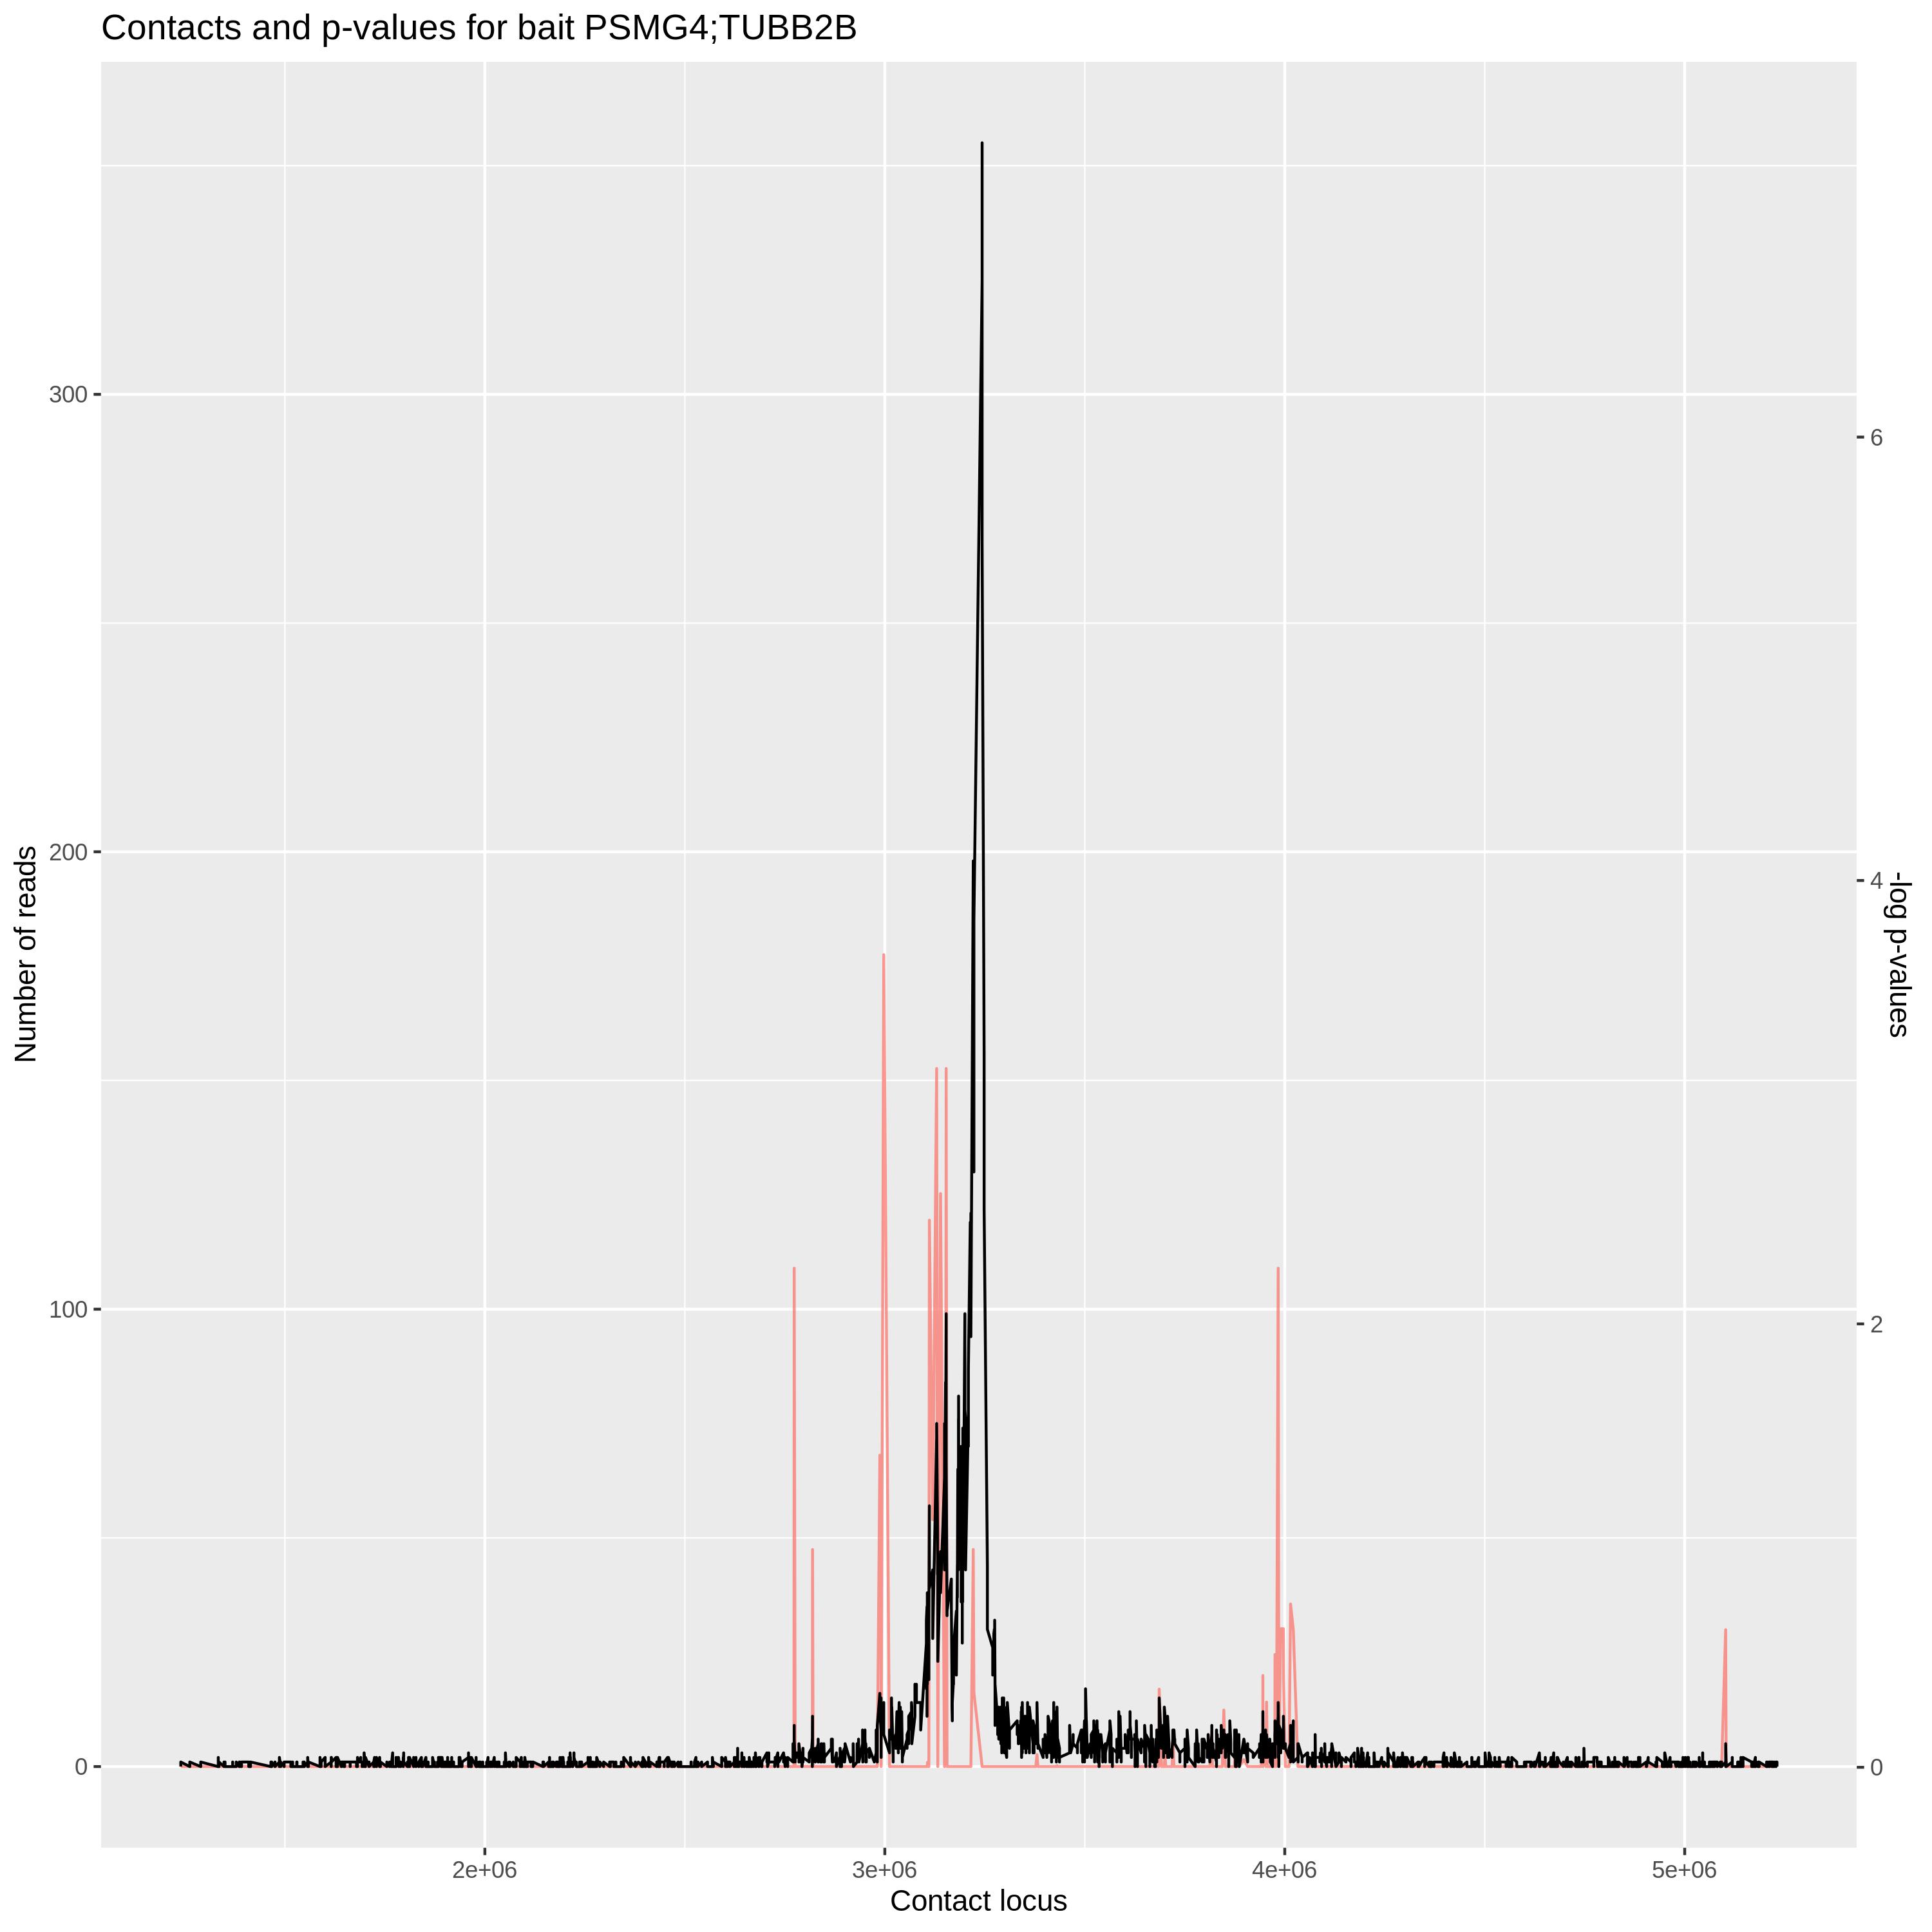 Contacts and p-values for bait PSMG4;TUBB2B
Number of reads
300
200
100
0
6
4
2
0
-log p-values
2e+06
3e+06
4e+06
5e+06
Contact locus